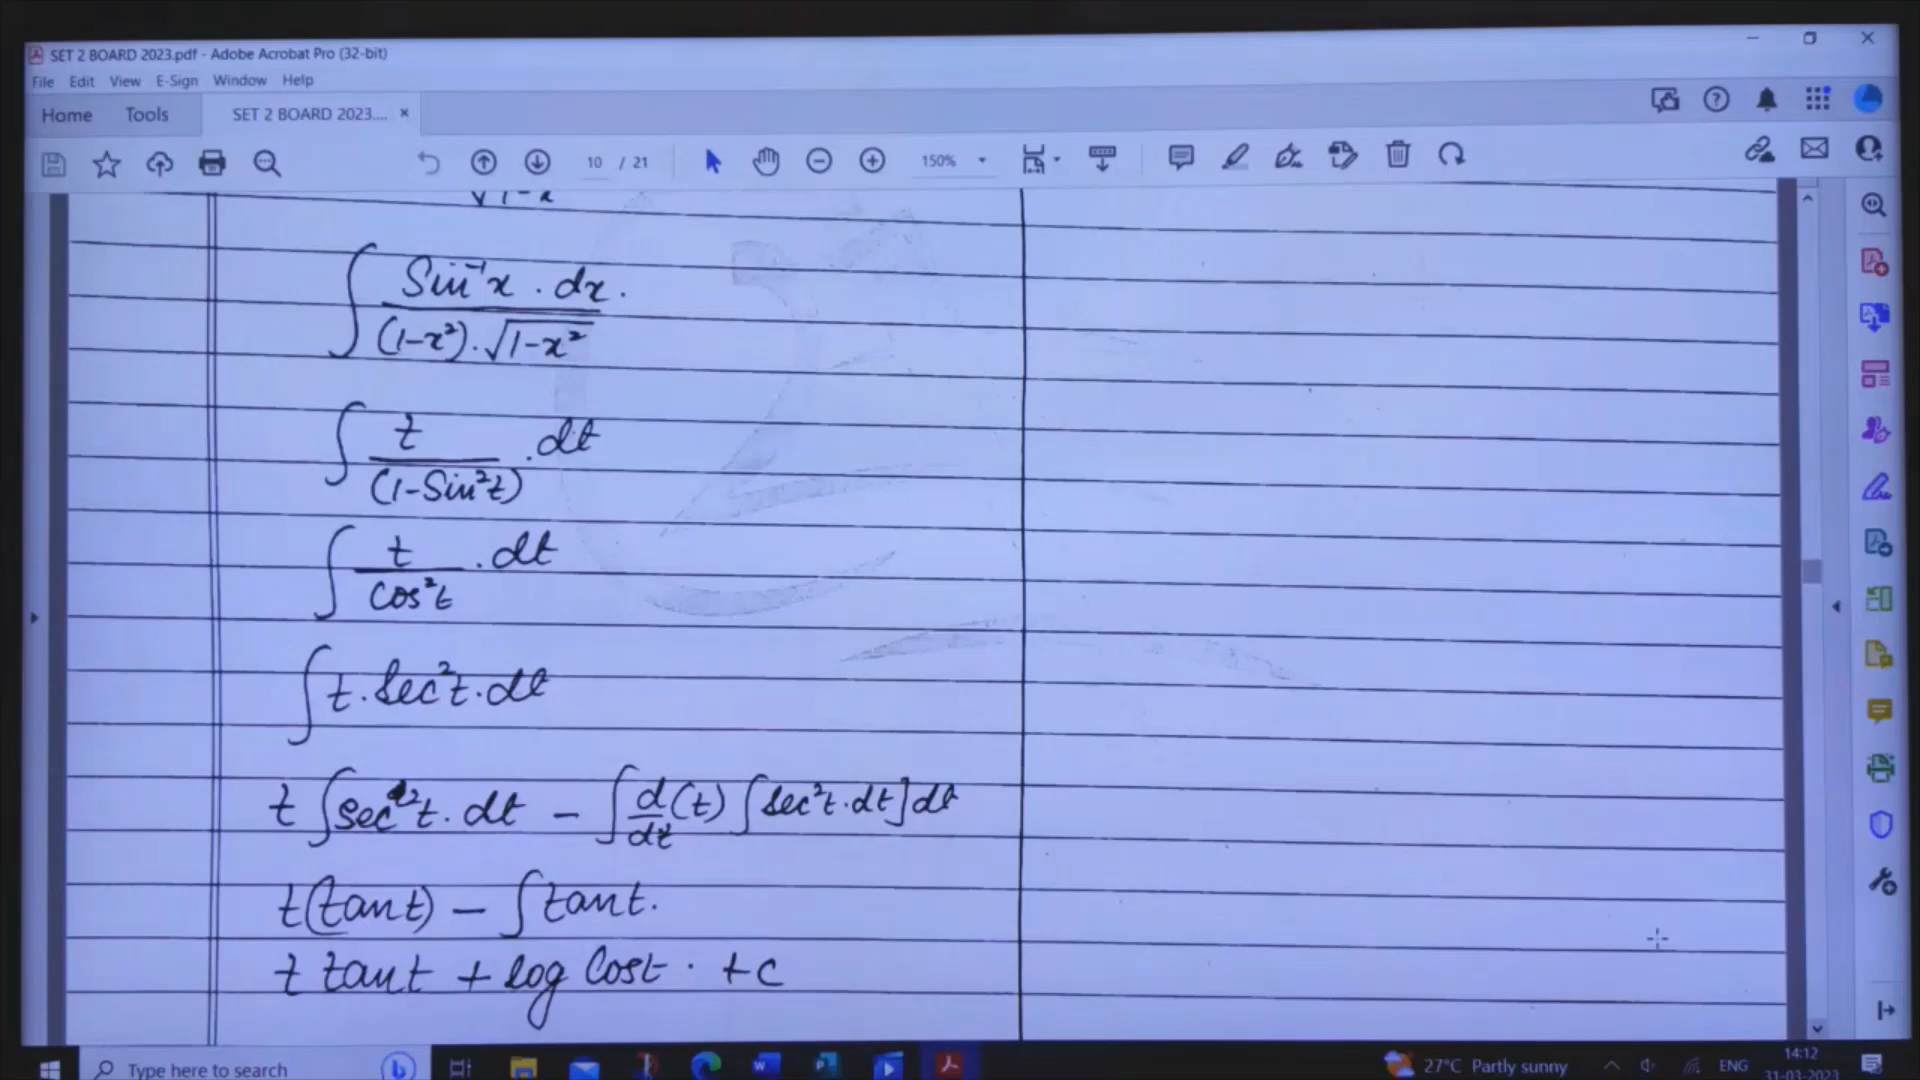 SET 2 BOARD 2023.pdf - Adobe Acrobat Pro (32-bit)
File Edit View E-Sign Window Help
Home Tools SET 2 BOARD 2023.... ×
10 / 21 150%
∫ Sin⁻¹x . dx. / (1-x²).√1-x²
∫ t / (1-Sin²t) .dt
∫ t / Cos²t .dt
∫ t. Sec²t. dt
t ∫ sec²t. dt - ∫ d/dt (t) ∫ sec²t. dt] dt
t(tant) - ∫ tant.
t tant + log Cost . + c
Type here to search
27°C Partly sunny ENG 14:12
31-03-2023